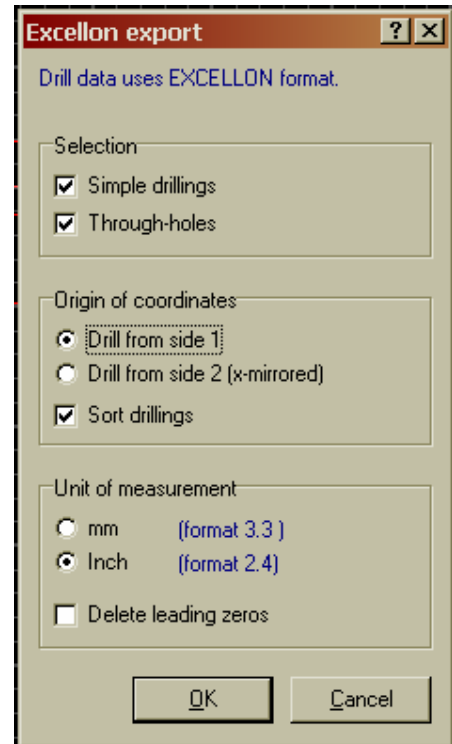 Excellon export
Drill data uses EXCELLON format.
Selection
Simple drillings
Through-holes
Origin of coordinates
Drill from side 1
Drill from side 2 (x-mirrored)
Sort drillings
Unit of measurement
mm (format 3.3 )
Inch (format 2.4)
Delete leading zeros
OK Cancel